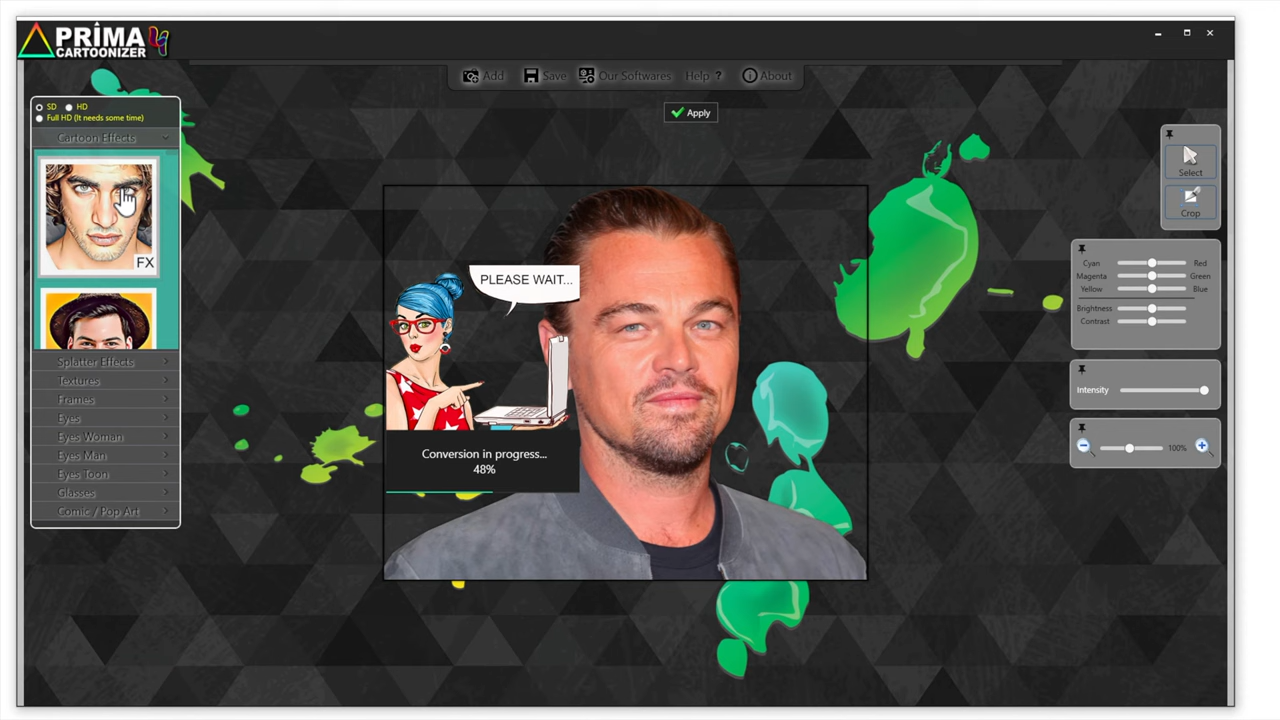 PRIMA 4
CARTOONIZER
Add Save Our Softwares Help ? About
Apply
SD HD
Full HD (It needs some time)
Cartoon Effects
FX
Splatter Effects
Textures
Frames
Eyes
Eyes Woman
Eyes Man
Eyes Toon
Glasses
Comic / Pop Art
PLEASE WAIT...
Conversion in progress...
48%
Select
Crop
Cyan Red
Magenta Green
Yellow Blue
Brightness
Contrast
Intensity
100%